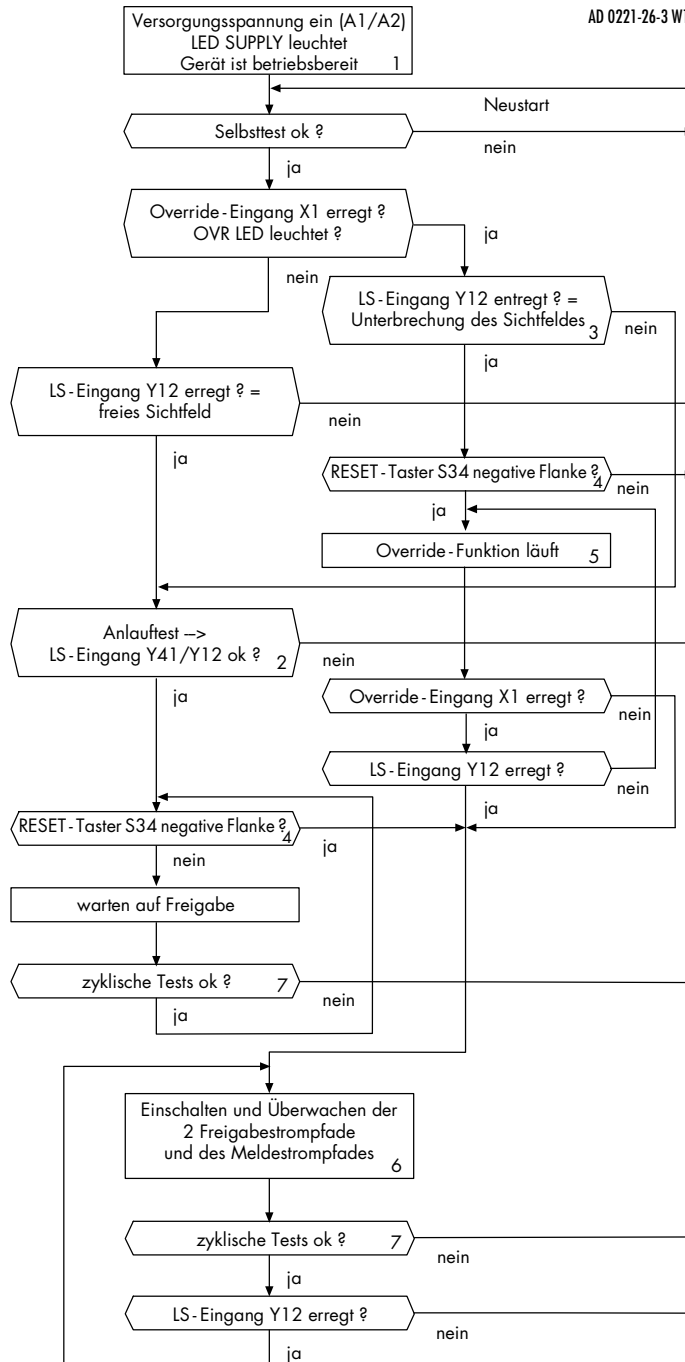 AD 0221-26-3 W1
Versorgungsspannung ein (A1/A2)
LED SUPPLY leuchtet
Gerät ist betriebsbereit 1
Neustart
Selbsttest ok ?
nein
ja
Override-Eingang X1 erregt ?
OVR LED leuchtet ?
ja
nein
LS-Eingang Y12 entregt ? =
Unterbrechung des Sichtfeldes 3
nein
ja
LS-Eingang Y12 erregt ? =
freies Sichtfeld
nein
ja
RESET-Taster S34 negative Flanke ? 4
nein
ja
Override-Funktion läuft 5
Anlauftest -->
LS-Eingang Y41/Y12 ok ? 2
nein
ja
Override-Eingang X1 erregt ?
nein
ja
LS-Eingang Y12 erregt ?
nein
ja
RESET-Taster S34 negative Flanke ? 4
ja
nein
warten auf Freigabe
zyklische Tests ok ? 7
nein
ja
Einschalten und Überwachen der
2 Freigabestrompfade
und des Meldestrompfades 6
zyklische Tests ok ? 7
nein
ja
LS-Eingang Y12 erregt ?
nein
ja